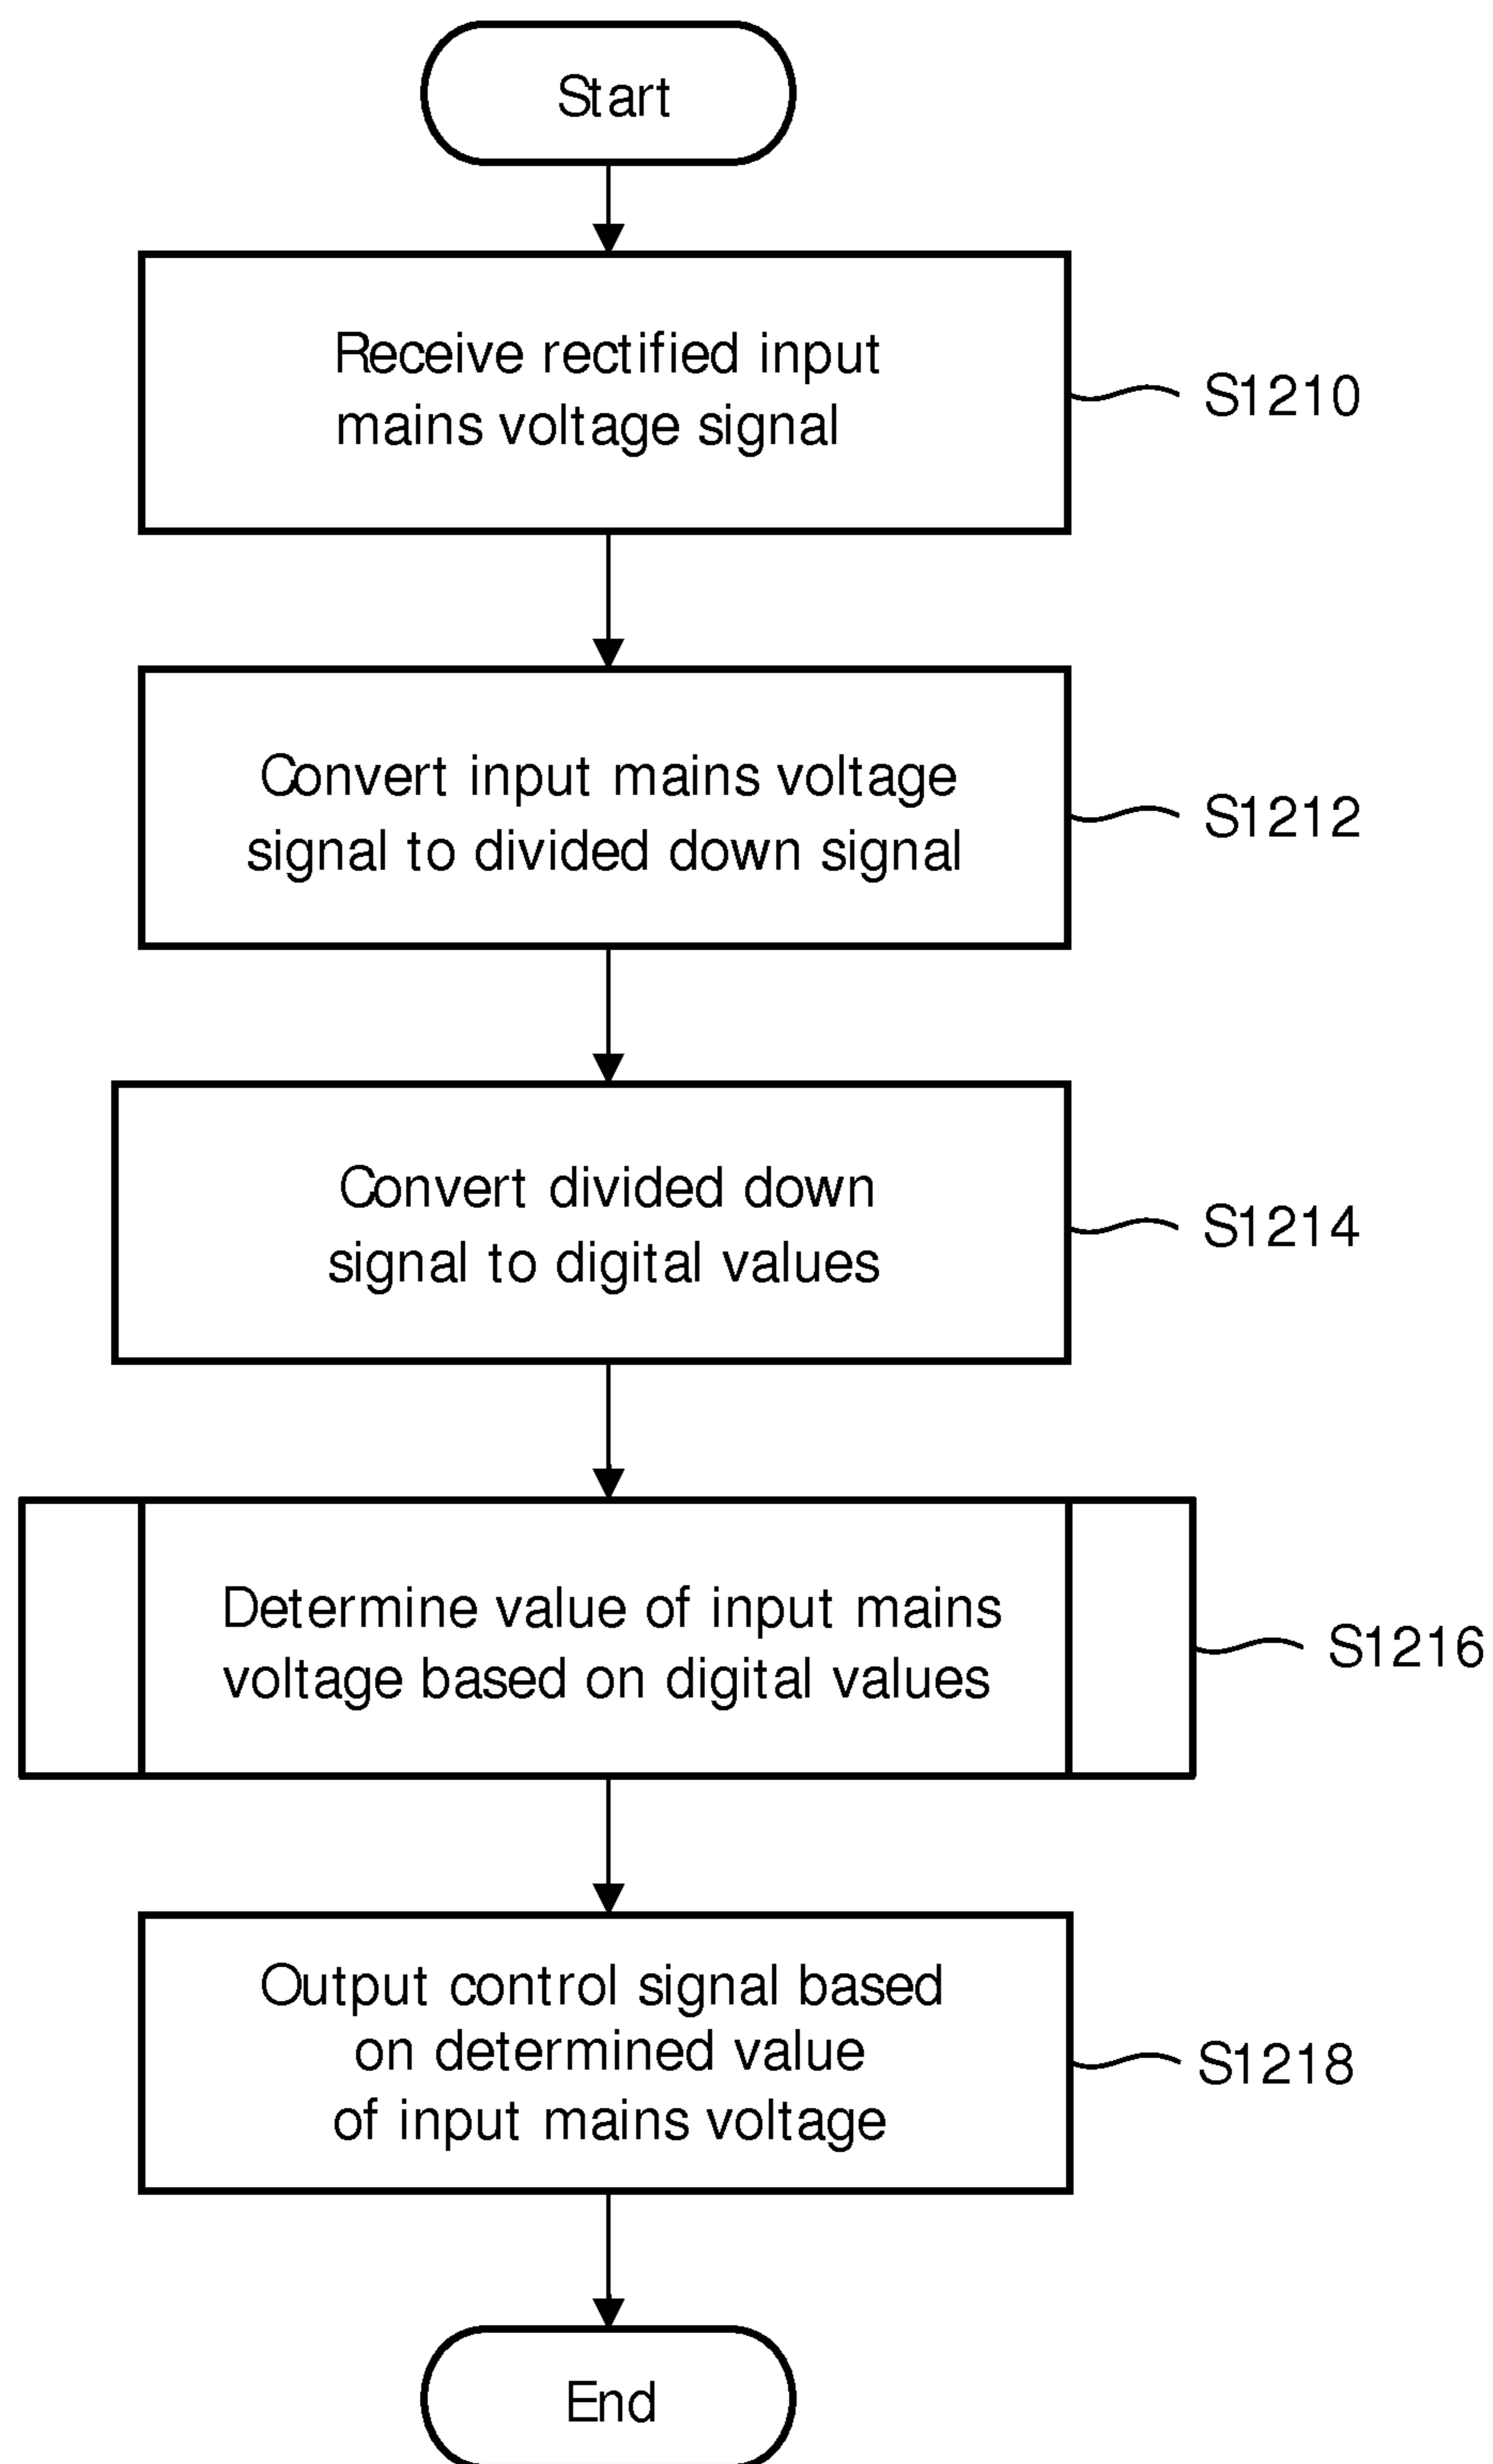 Start
Receive rectified input
mains voltage signal
S1210
Convert input mains voltage
signal to divided down signal
S1212
Convert divided down
signal to digital values
S1214
Determine value of input mains
voltage based on digital values
S1216
Output control signal based
on determined value
of input mains voltage
S1218
End